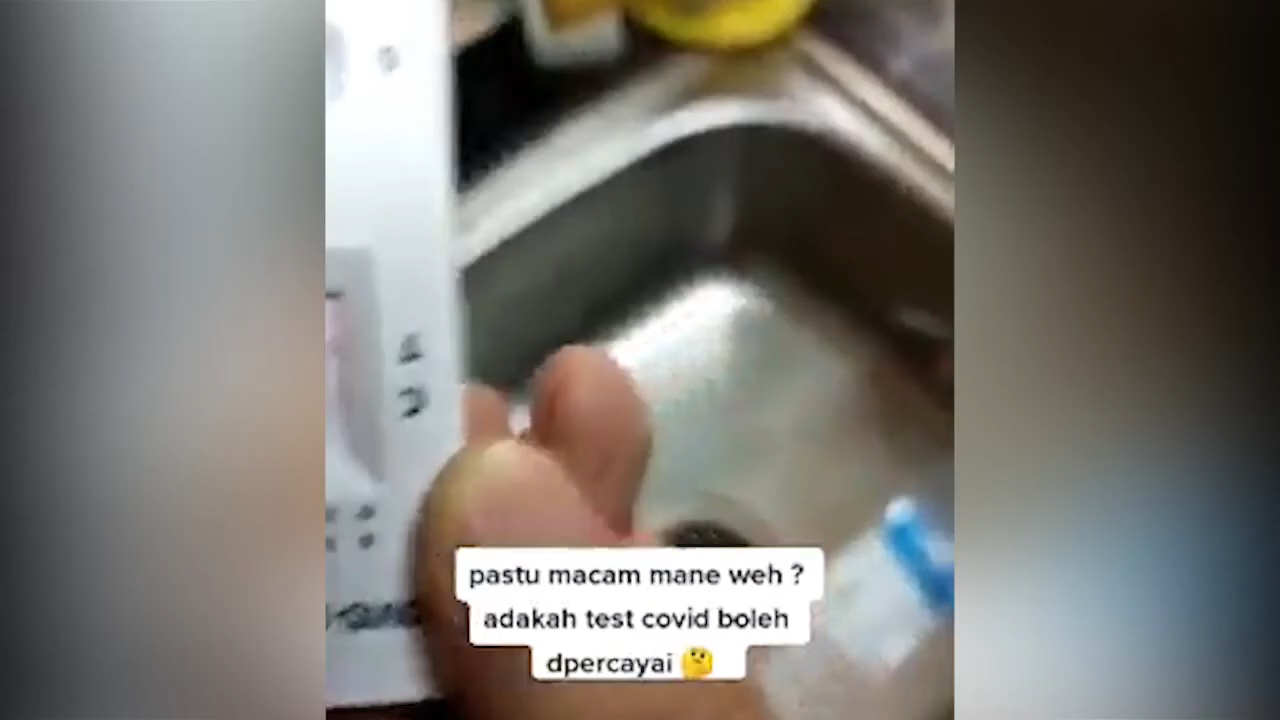 pastu macam mane weh ?
adakah test covid boleh
dpercayai 🤔